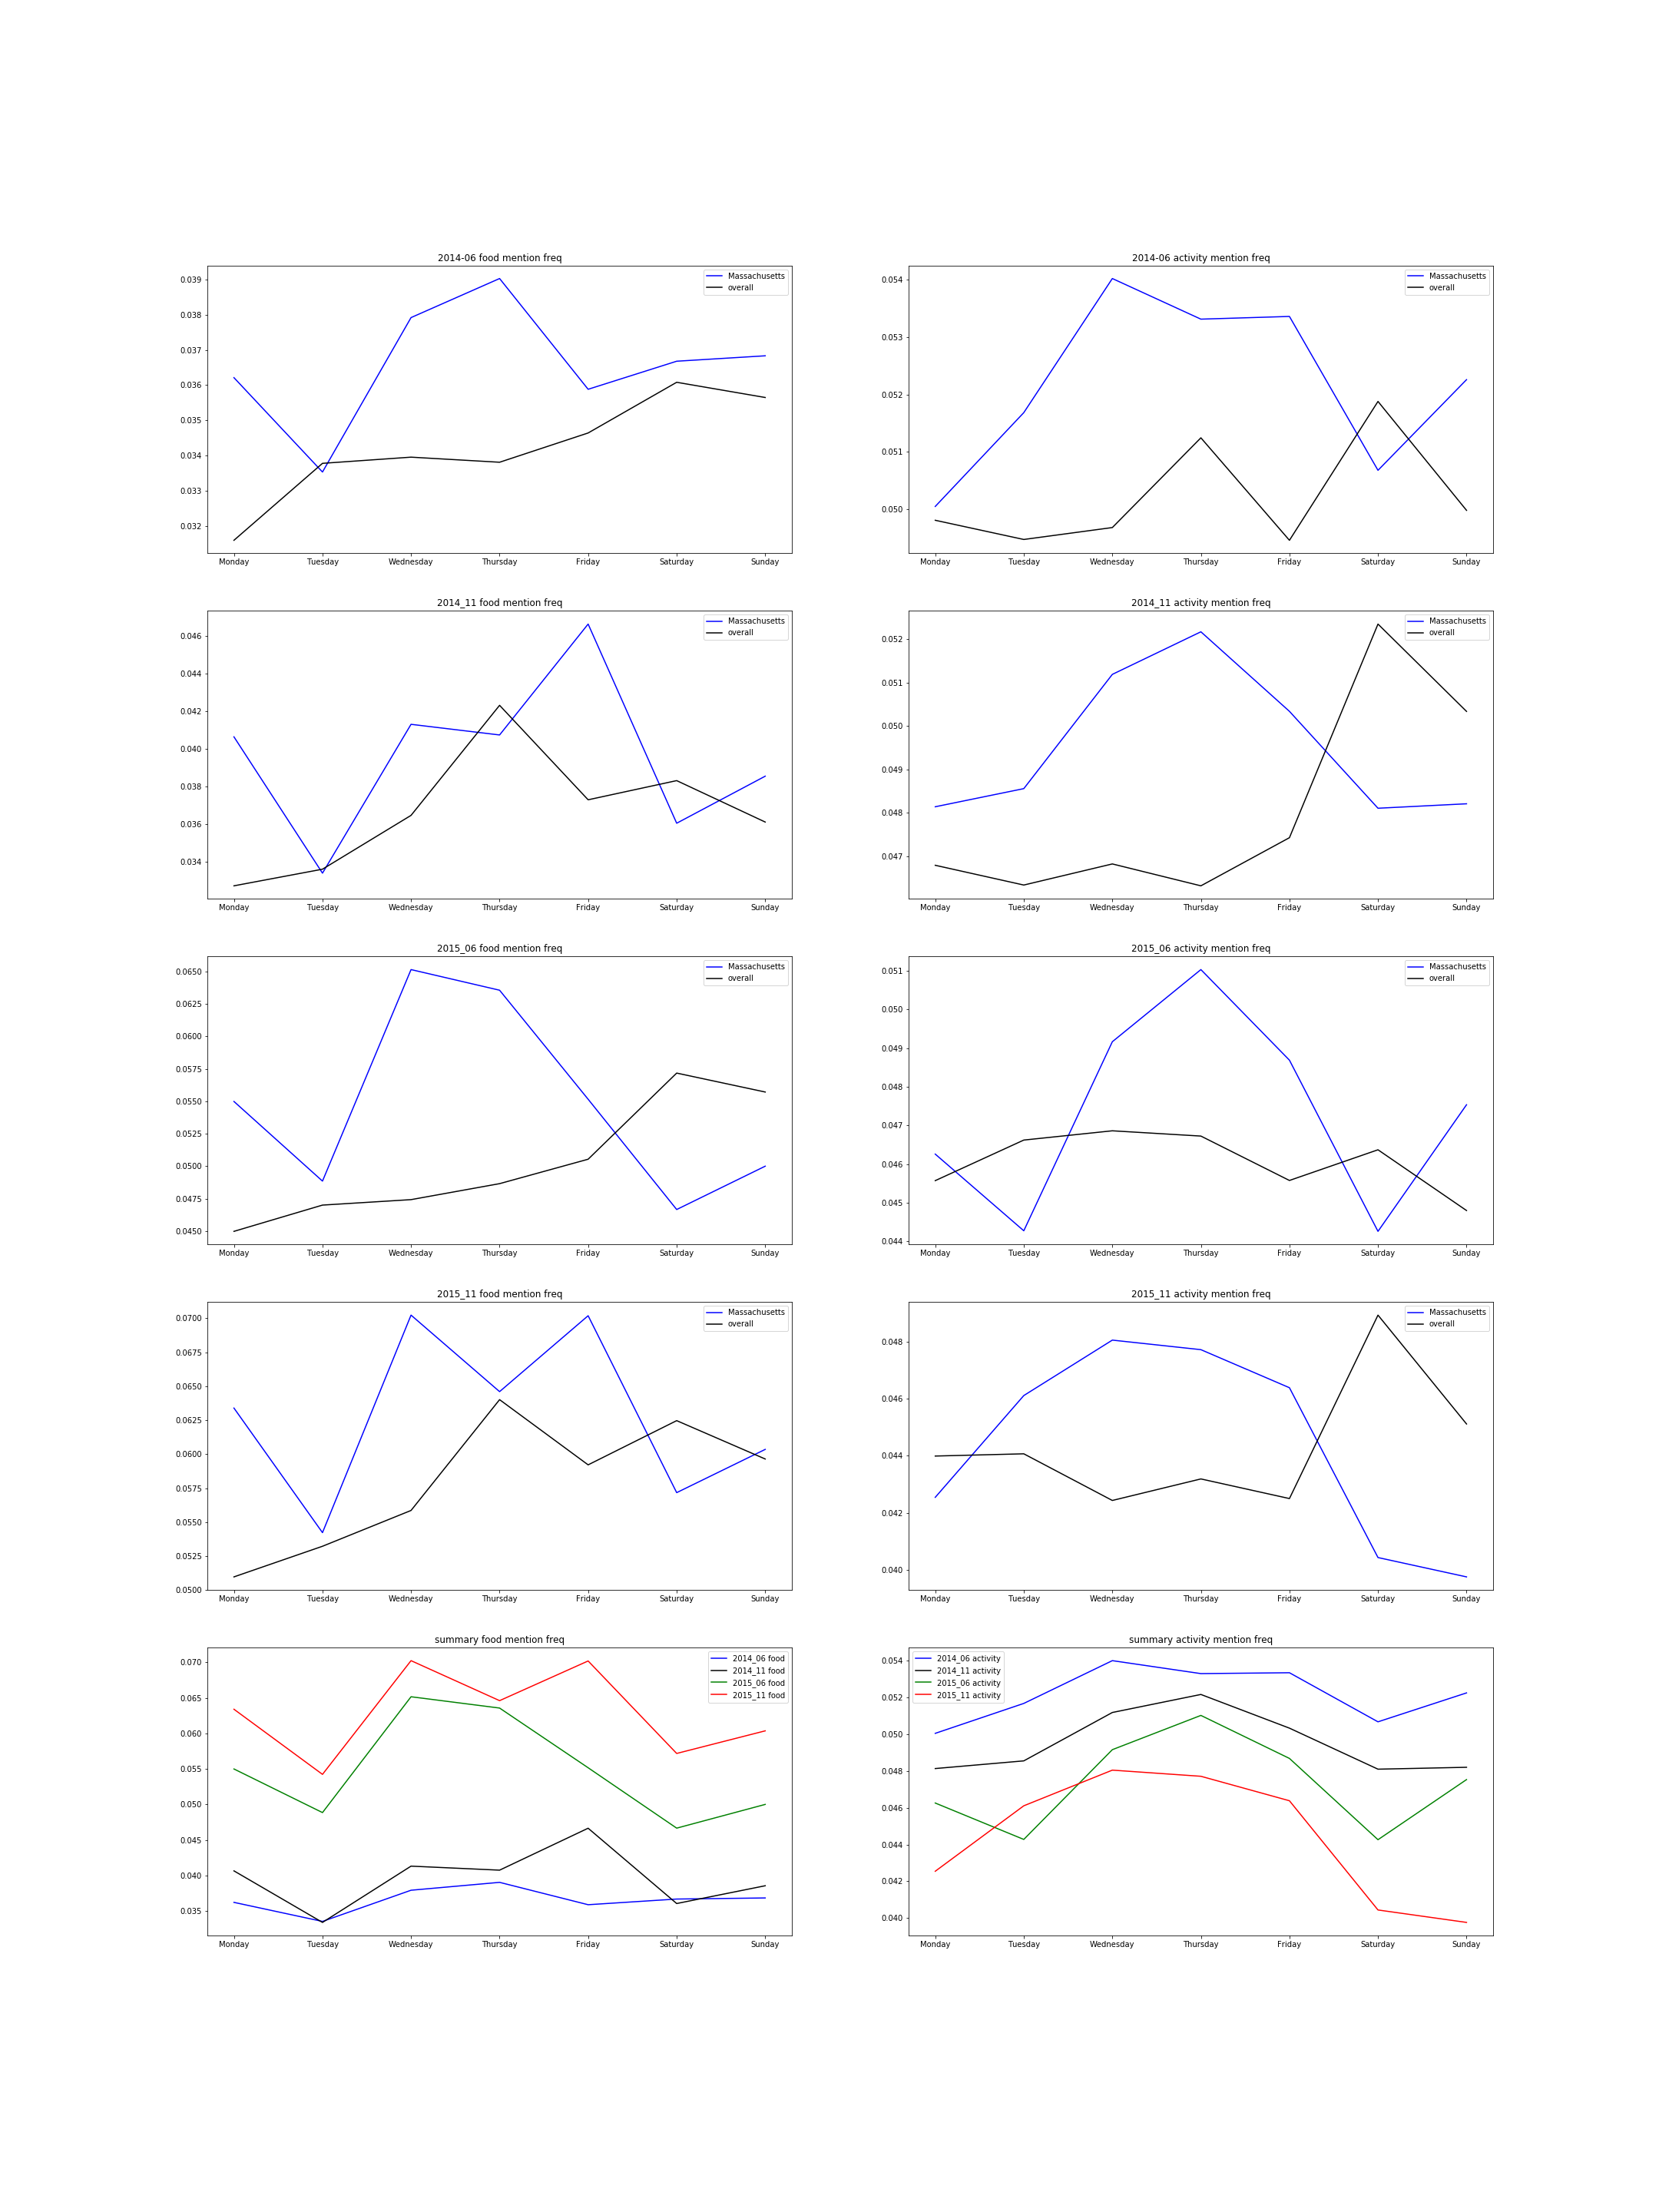 2014-06 food mention freq
Massachusetts
overall
0.039
0.038
0.037
0.036
0.035
0.034
0.033
0.032
Monday Tuesday Wednesday Thursday Friday Saturday Sunday
2014-06 activity mention freq
Massachusetts
overall
0.054
0.053
0.052
0.051
0.050
Monday Tuesday Wednesday Thursday Friday Saturday Sunday
2014_11 food mention freq
Massachusetts
overall
0.046
0.044
0.042
0.040
0.038
0.036
0.034
Monday Tuesday Wednesday Thursday Friday Saturday Sunday
2014_11 activity mention freq
Massachusetts
overall
0.052
0.051
0.050
0.049
0.048
0.047
Monday Tuesday Wednesday Thursday Friday Saturday Sunday
2015_06 food mention freq
Massachusetts
overall
0.0650
0.0625
0.0600
0.0575
0.0550
0.0525
0.0500
0.0475
0.0450
Monday Tuesday Wednesday Thursday Friday Saturday Sunday
2015_06 activity mention freq
Massachusetts
overall
0.051
0.050
0.049
0.048
0.047
0.046
0.045
0.044
Monday Tuesday Wednesday Thursday Friday Saturday Sunday
2015_11 food mention freq
Massachusetts
overall
0.0700
0.0675
0.0650
0.0625
0.0600
0.0575
0.0550
0.0525
0.0500
Monday Tuesday Wednesday Thursday Friday Saturday Sunday
2015_11 activity mention freq
Massachusetts
overall
0.048
0.046
0.044
0.042
0.040
Monday Tuesday Wednesday Thursday Friday Saturday Sunday
summary food mention freq
2014_06 food
2014_11 food
2015_06 food
2015_11 food
0.070
0.065
0.060
0.055
0.050
0.045
0.040
0.035
Monday Tuesday Wednesday Thursday Friday Saturday Sunday
summary activity mention freq
2014_06 activity
2014_11 activity
2015_06 activity
2015_11 activity
0.054
0.052
0.050
0.048
0.046
0.044
0.042
0.040
Monday Tuesday Wednesday Thursday Friday Saturday Sunday